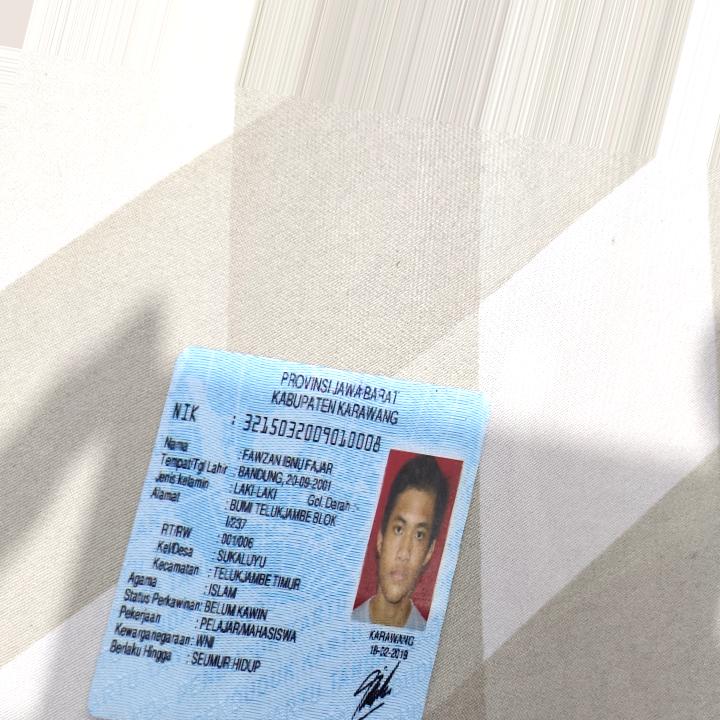 PROVINSI JAWA BARAT
KABUPATEN KARAWANG
NIK : 3215032009010008
Nama : FAWZAN IBNU FAJAR
Tempat/Tgl Lahir : BANDUNG, 20-09-2001
Jenis kelamin : LAKI-LAKI Gol. Darah :-
Alamat : BUMI TELUKJAMBE BLOK
I/237
RT/RW : 001/006
Kel/Desa : SUKALUYU
Kecamatan : TELUKJAMBE TIMUR
Agama : ISLAM
Status Perkawinan: BELUM KAWIN
Pekerjaan : PELAJAR/MAHASISWA
Kewarganegaraan: WNI
Berlaku Hingga : SEUMUR HIDUP
KARAWANG
18-02-2019